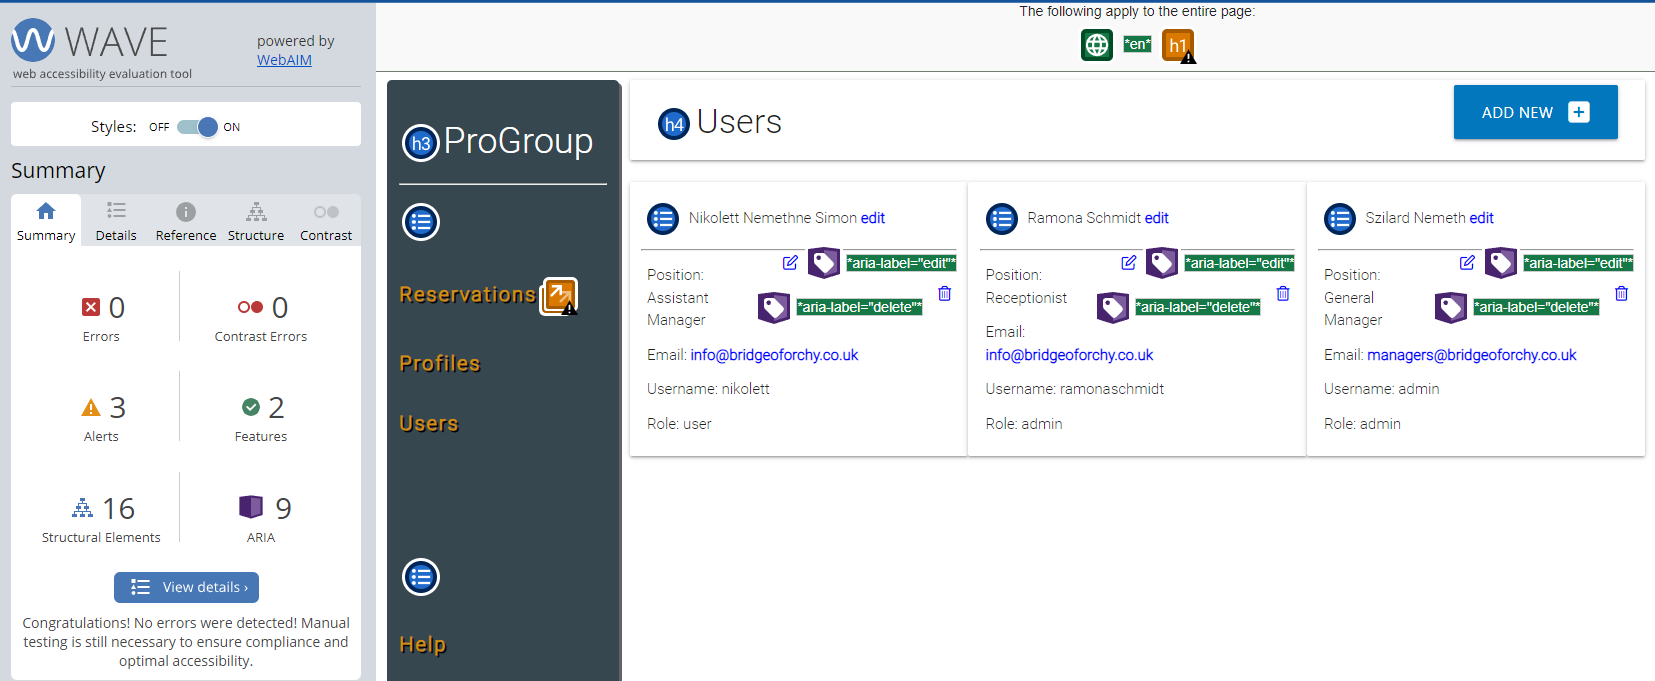 WAVE
web accessibility evaluation tool
powered by
WebAIM
Styles: OFF ON
Summary
Summary Details Reference Structure Contrast
0
Errors
0
Contrast Errors
3
Alerts
2
Features
16
Structural Elements
9
ARIA
View details ›
Congratulations! No errors were detected! Manual
testing is still necessary to ensure compliance and
optimal accessibility.
The following apply to the entire page:
*en* h1
h3 ProGroup
Reservations
Profiles
Users
Help
h4 Users
ADD NEW
Nikolett Nemethne Simon edit
*aria-label="edit"*
Position:
Assistant
Manager
*aria-label="delete"*
Email: info@bridgeoforchy.co.uk
Username: nikolett
Role: user
Ramona Schmidt edit
*aria-label="edit"*
Position:
Receptionist
*aria-label="delete"*
Email:
info@bridgeoforchy.co.uk
Username: ramonaschmidt
Role: admin
Szilard Nemeth edit
*aria-label="edit"*
Position:
General
Manager
*aria-label="delete"*
Email: managers@bridgeoforchy.co.uk
Username: admin
Role: admin